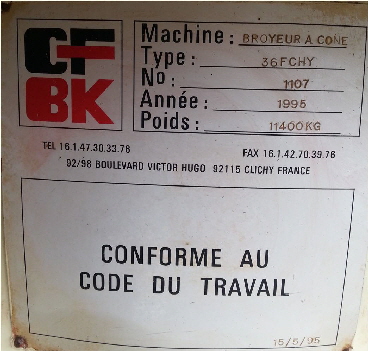 CF
BK
Machine: BROYEUR A CONE
Type: 36FCHY
No: 1107
Année: 1995
Poids: 11400KG
TEL 16.1.47.30.33.76 FAX 16.1.42.70.39.76
92/98 BOULEVARD VICTOR HUGO 92115 CLICHY FRANCE
CONFORME AU
CODE DU TRAVAIL
15/5/95